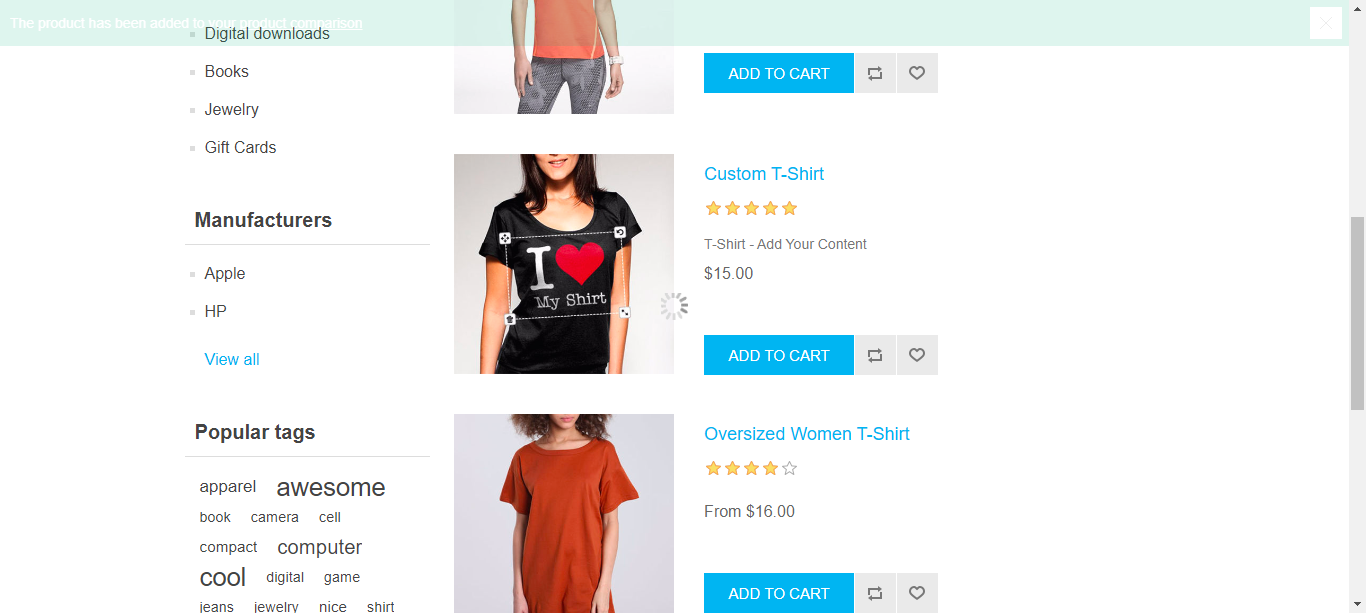 The product has been added to your product comparison
Digital downloads
Books
Jewelry
Gift Cards
Manufacturers
Apple
HP
View all
Popular tags
apparel awesome
book camera cell
compact computer
cool digital game
jeans jewelry nice shirt
ADD TO CART
I
My Shirt
Custom T-Shirt
T-Shirt - Add Your Content
$15.00
ADD TO CART
Oversized Women T-Shirt
From $16.00
ADD TO CART